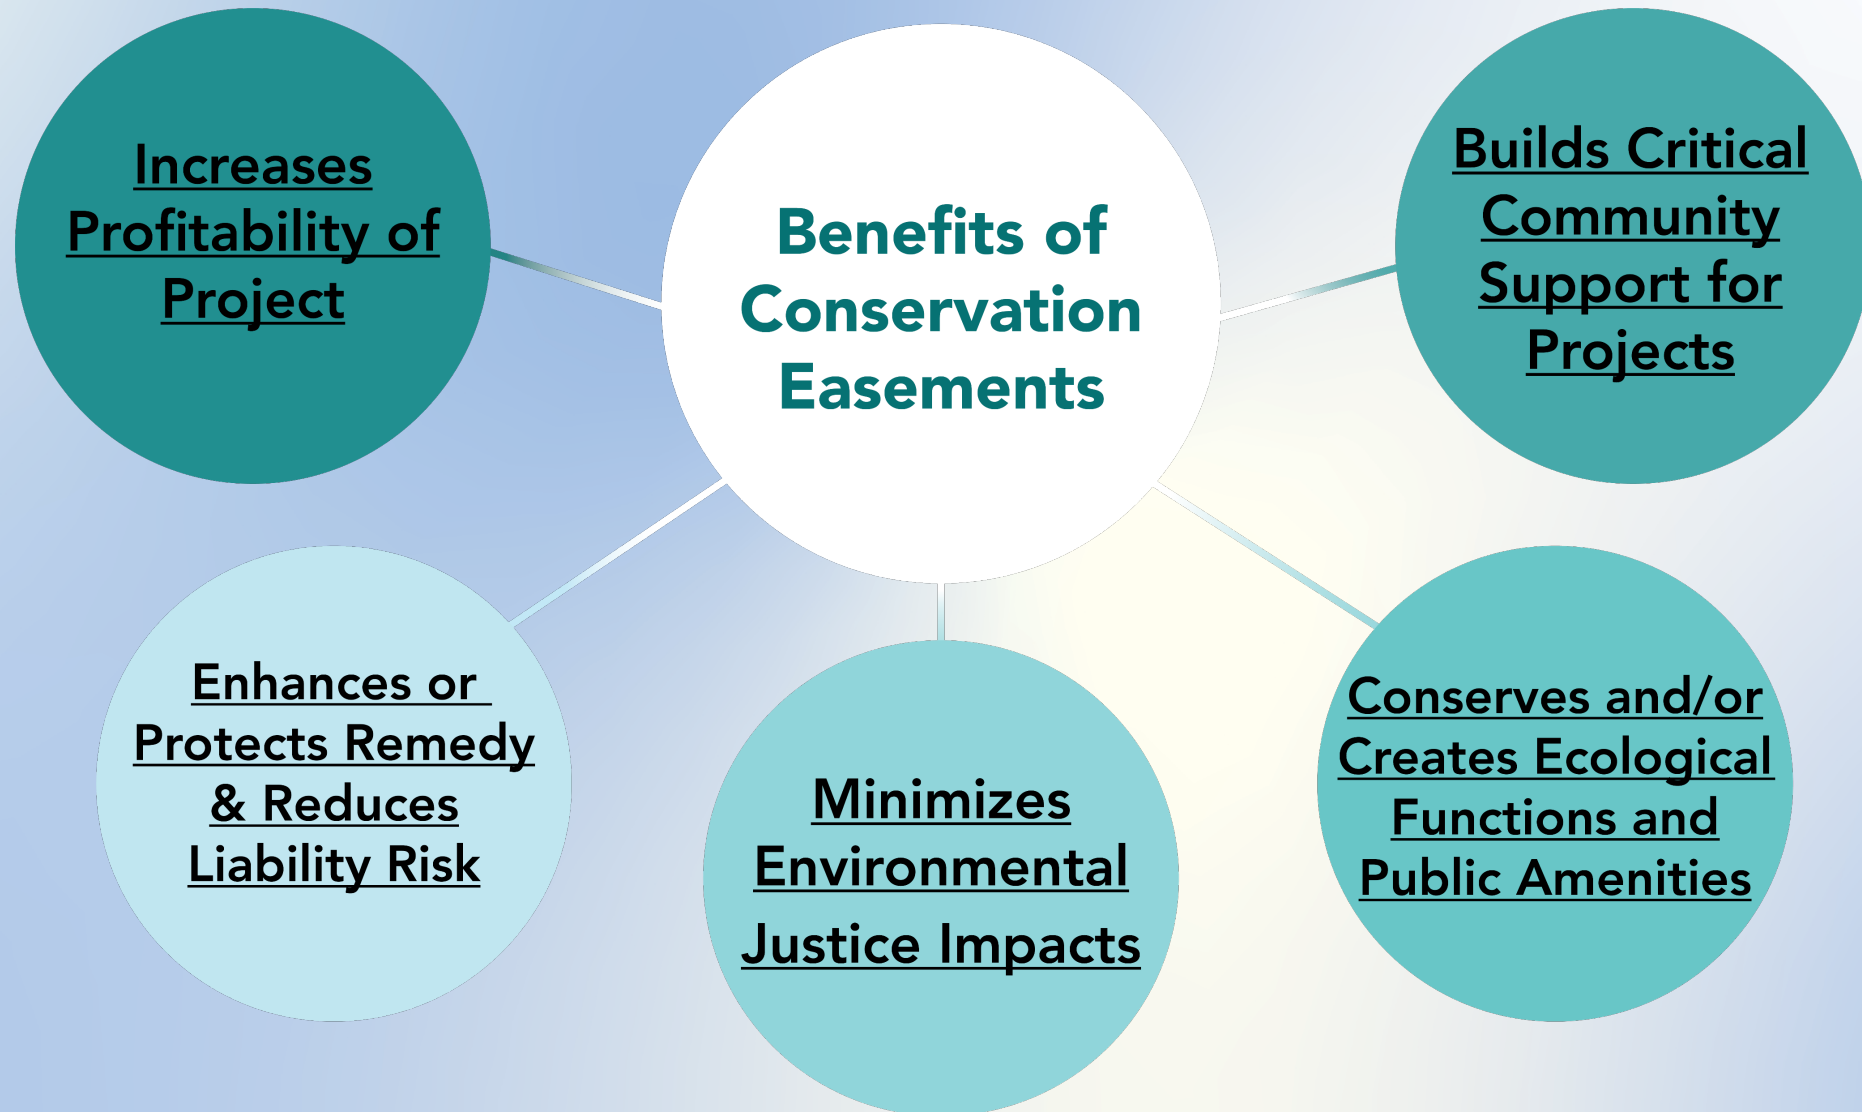 Benefits of
Conservation
Easements
Increases
Profitability of
Project
Builds Critical
Community
Support for
Projects
Enhances or
Protects Remedy
& Reduces
Liability Risk
Minimizes
Environmental
Justice Impacts
Conserves and/or
Creates Ecological
Functions and
Public Amenities